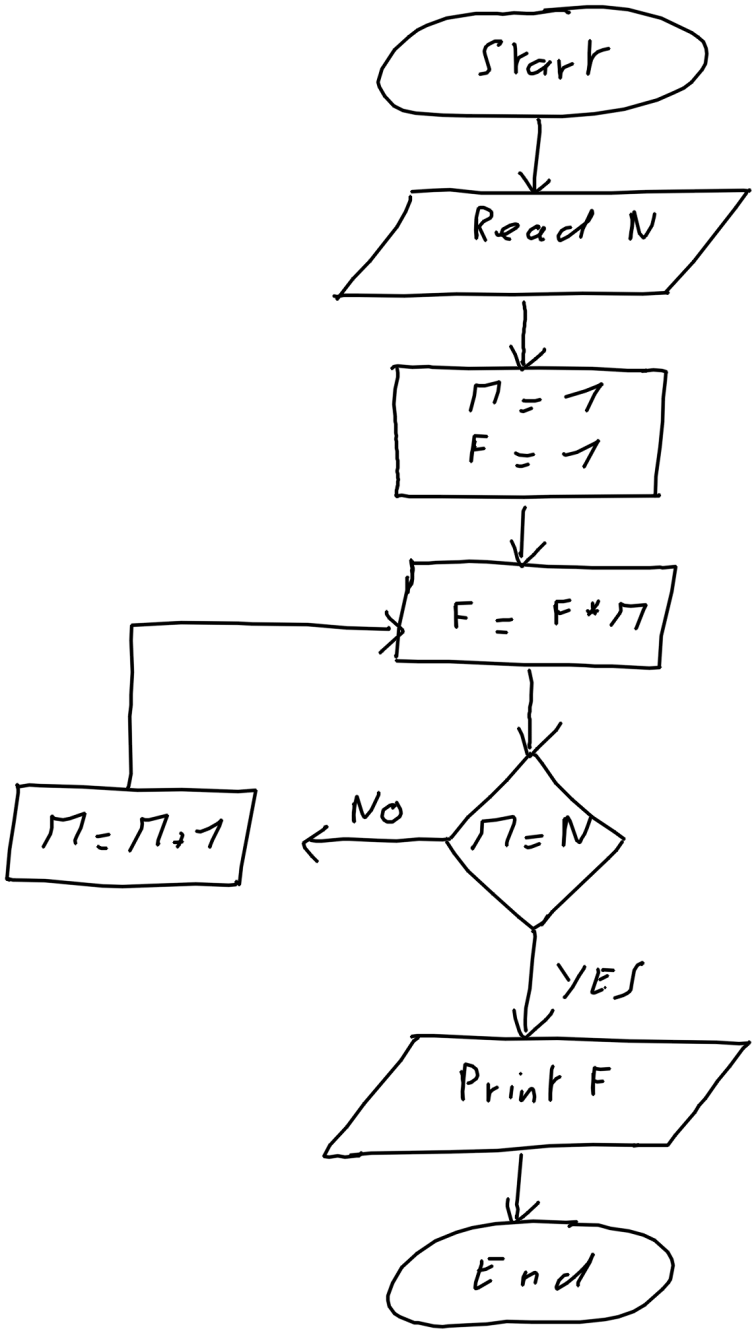 Start
Read N
M = 1
F = 1
F = F * M
M = N
NO
M = M + 1
YES
Print F
End